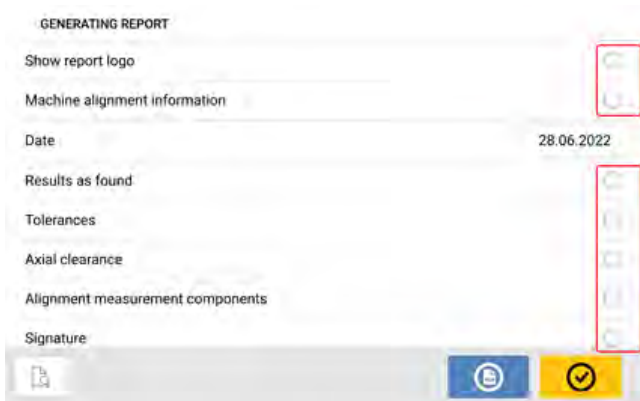 GENERATING REPORT
Show report logo
Machine alignment information
Date 28.06.2022
Results as found
Tolerances
Axial clearance
Alignment measurement components
Signature